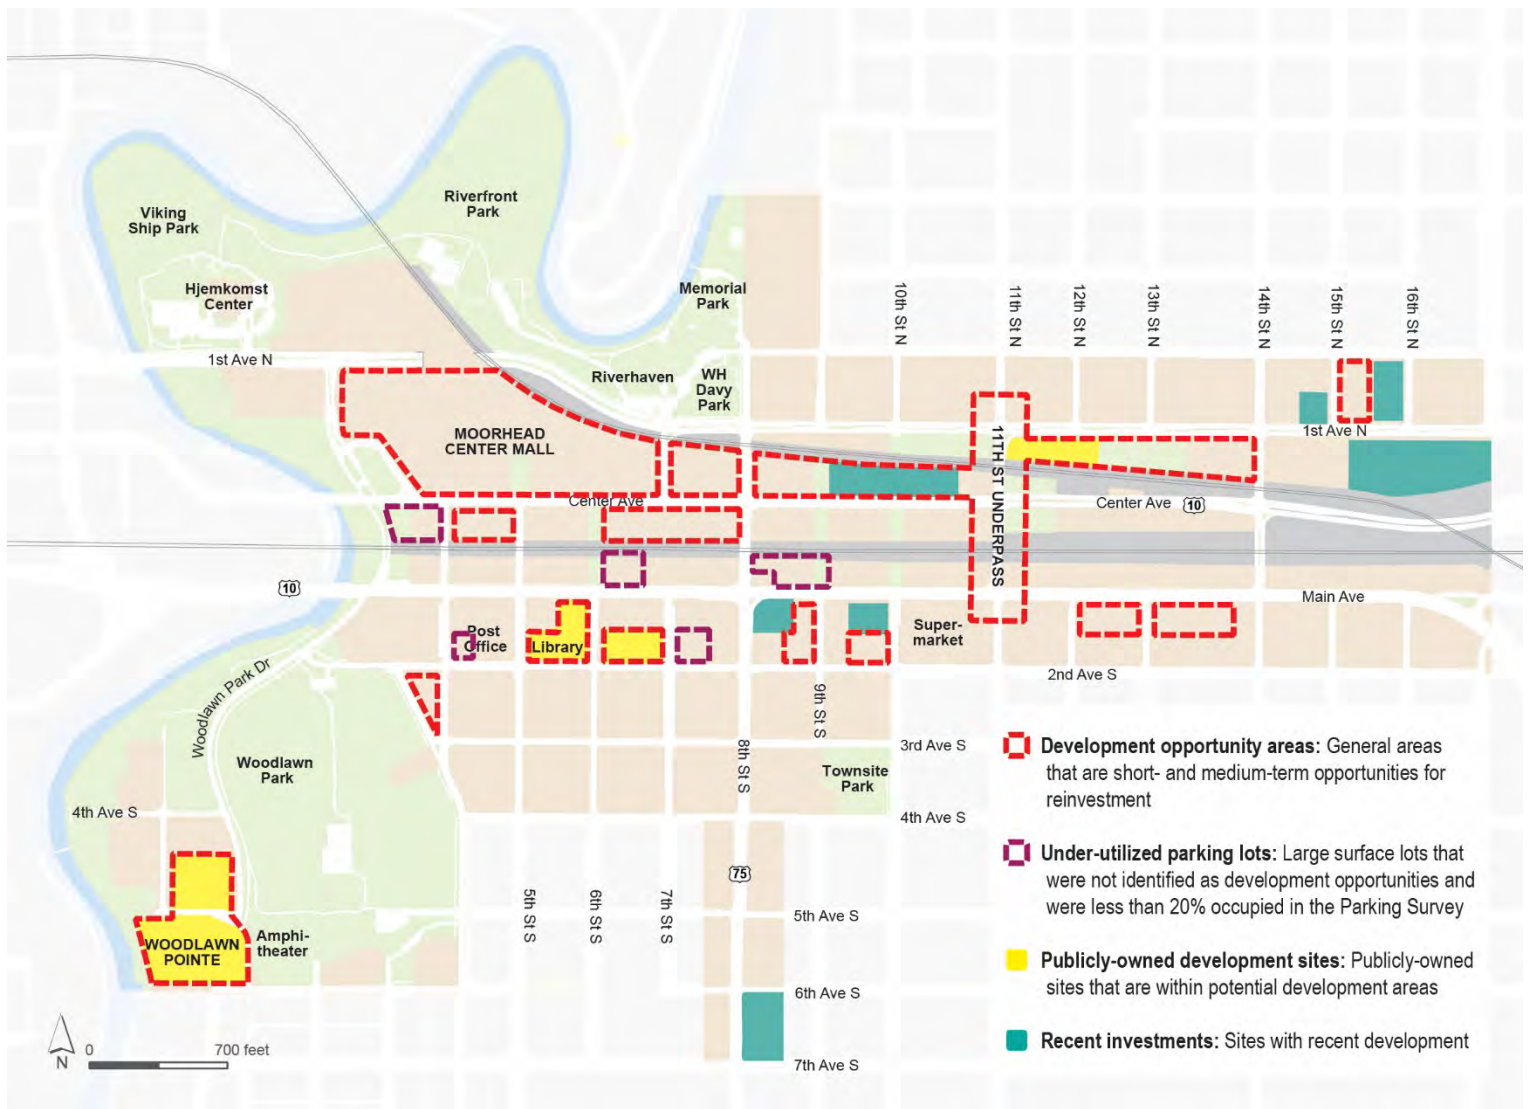 Viking
Ship Park
Riverfront
Park
Hjemkomst
Center
Memorial
Park
10th St N
11th St N
12th St N
13th St N
14th St N
15th St N
16th St N
1st Ave N
Riverhaven
WH
Davy
Park
MOORHEAD
CENTER MALL
11TH ST UNDERPASS
1st Ave N
Center Ave
Center Ave
10
10
Main Ave
Post
Office
Library
Super-
market
2nd Ave S
Woodlawn Park Dr
9th St S
8th St S
3rd Ave S
Woodlawn
Park
Townsite
Park
4th Ave S
4th Ave S
75
5th St S
6th St S
7th St S
5th Ave S
WOODLAWN
POINTE
Amphi-
theater
6th Ave S
7th Ave S
N
0 700 feet
Development opportunity areas: General areas
that are short- and medium-term opportunities for
reinvestment
Under-utilized parking lots: Large surface lots that
were not identified as development opportunities and
were less than 20% occupied in the Parking Survey
Publicly-owned development sites: Publicly-owned
sites that are within potential development areas
Recent investments: Sites with recent development